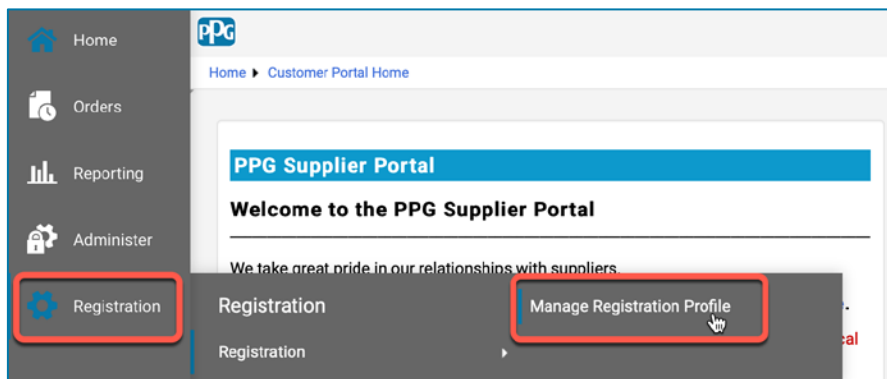 Home
PPG
Home ▸ Customer Portal Home
Orders
Reporting
PPG Supplier Portal
Welcome to the PPG Supplier Portal
Administer
We take great pride in our relationships with suppliers.
Registration
Registration
Manage Registration Profile
Registration